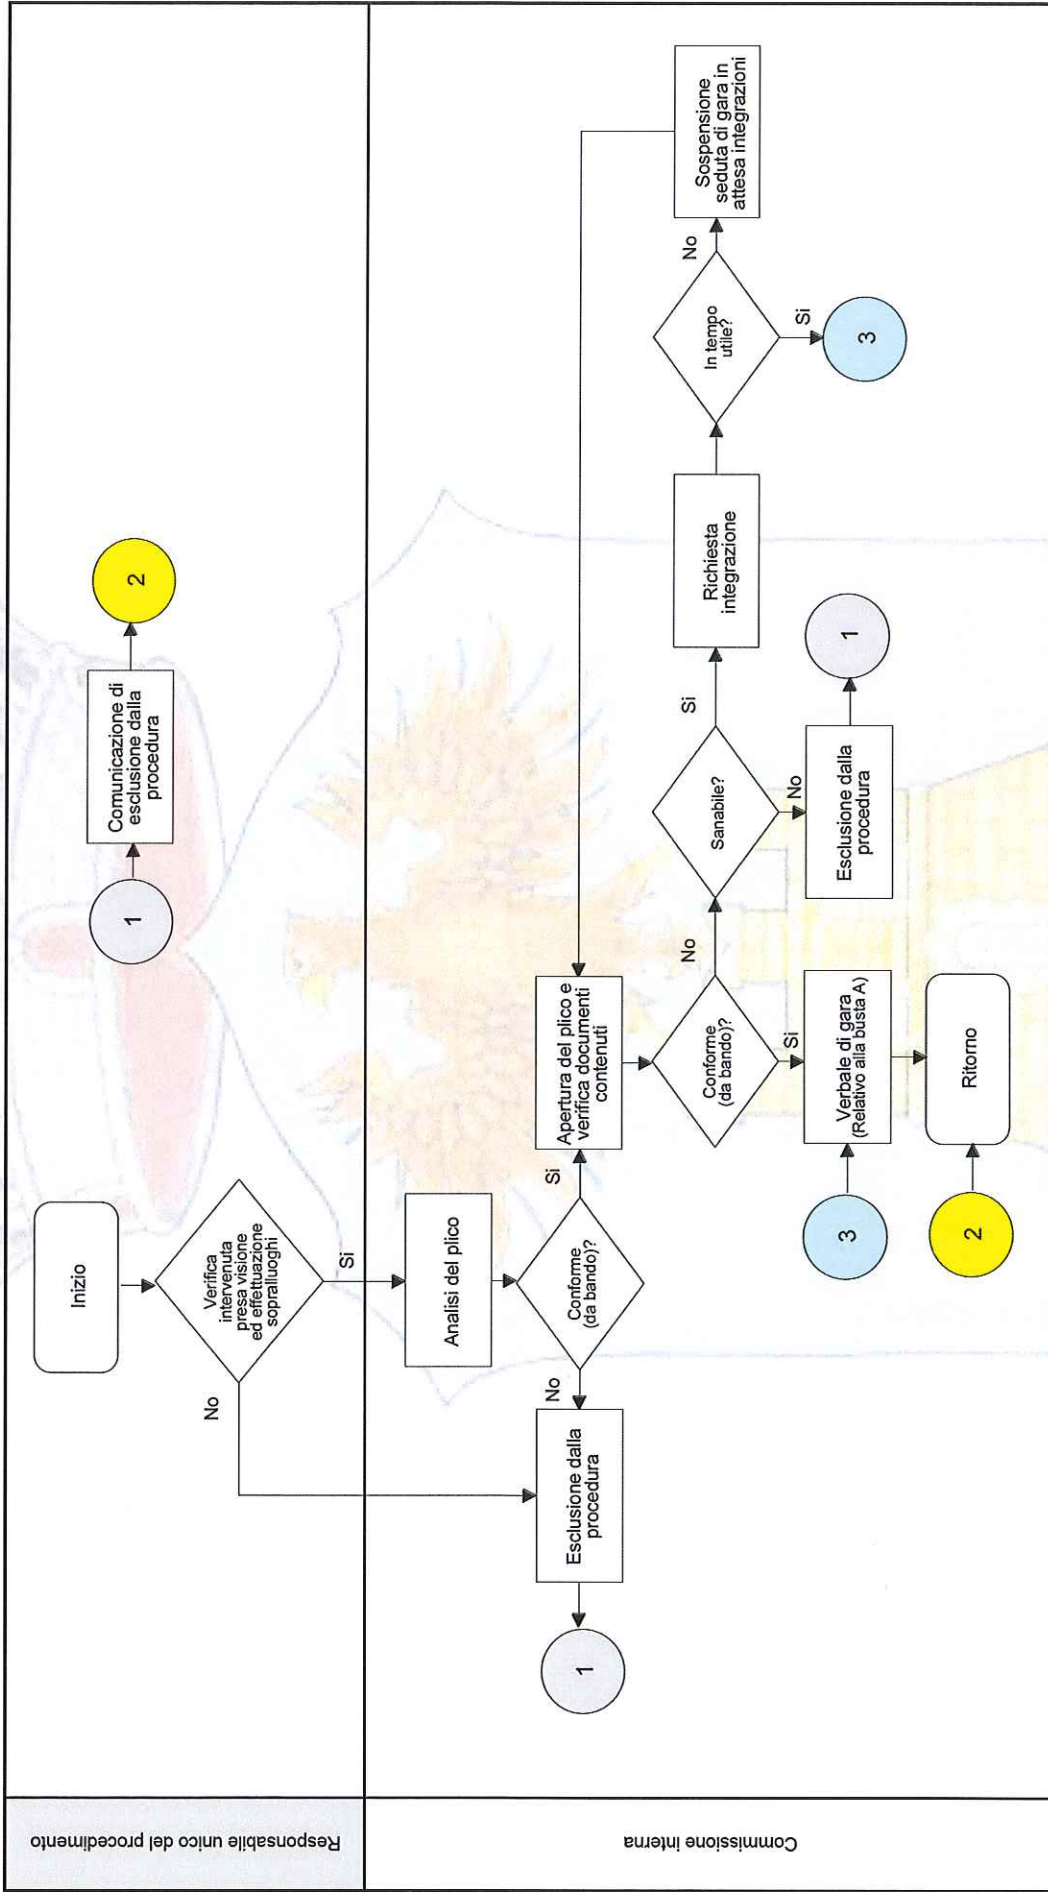 Responsabile unico del procedimento
Inizio
Verifica
intervenuta
presa visione
ed effettuazione
sopralluoghi
No
Si
1
Comunicazione di
esclusione dalla
procedura
2
Commissione interna
Analisi del plico
Conforme
(da bando)?
No
Si
Esclusione dalla
procedura
1
Apertura del plico e
verifica documenti
contenuti
Conforme
(da bando)?
No
Si
Sanabile?
Si
No
Richiesta
integrazione
In tempo
utile?
No
Si
Sospensione
seduta di gara in
attesa integrazioni
3
Esclusione dalla
procedura
1
3
Verbale di gara
(Relativo alla busta A)
2
Ritorno